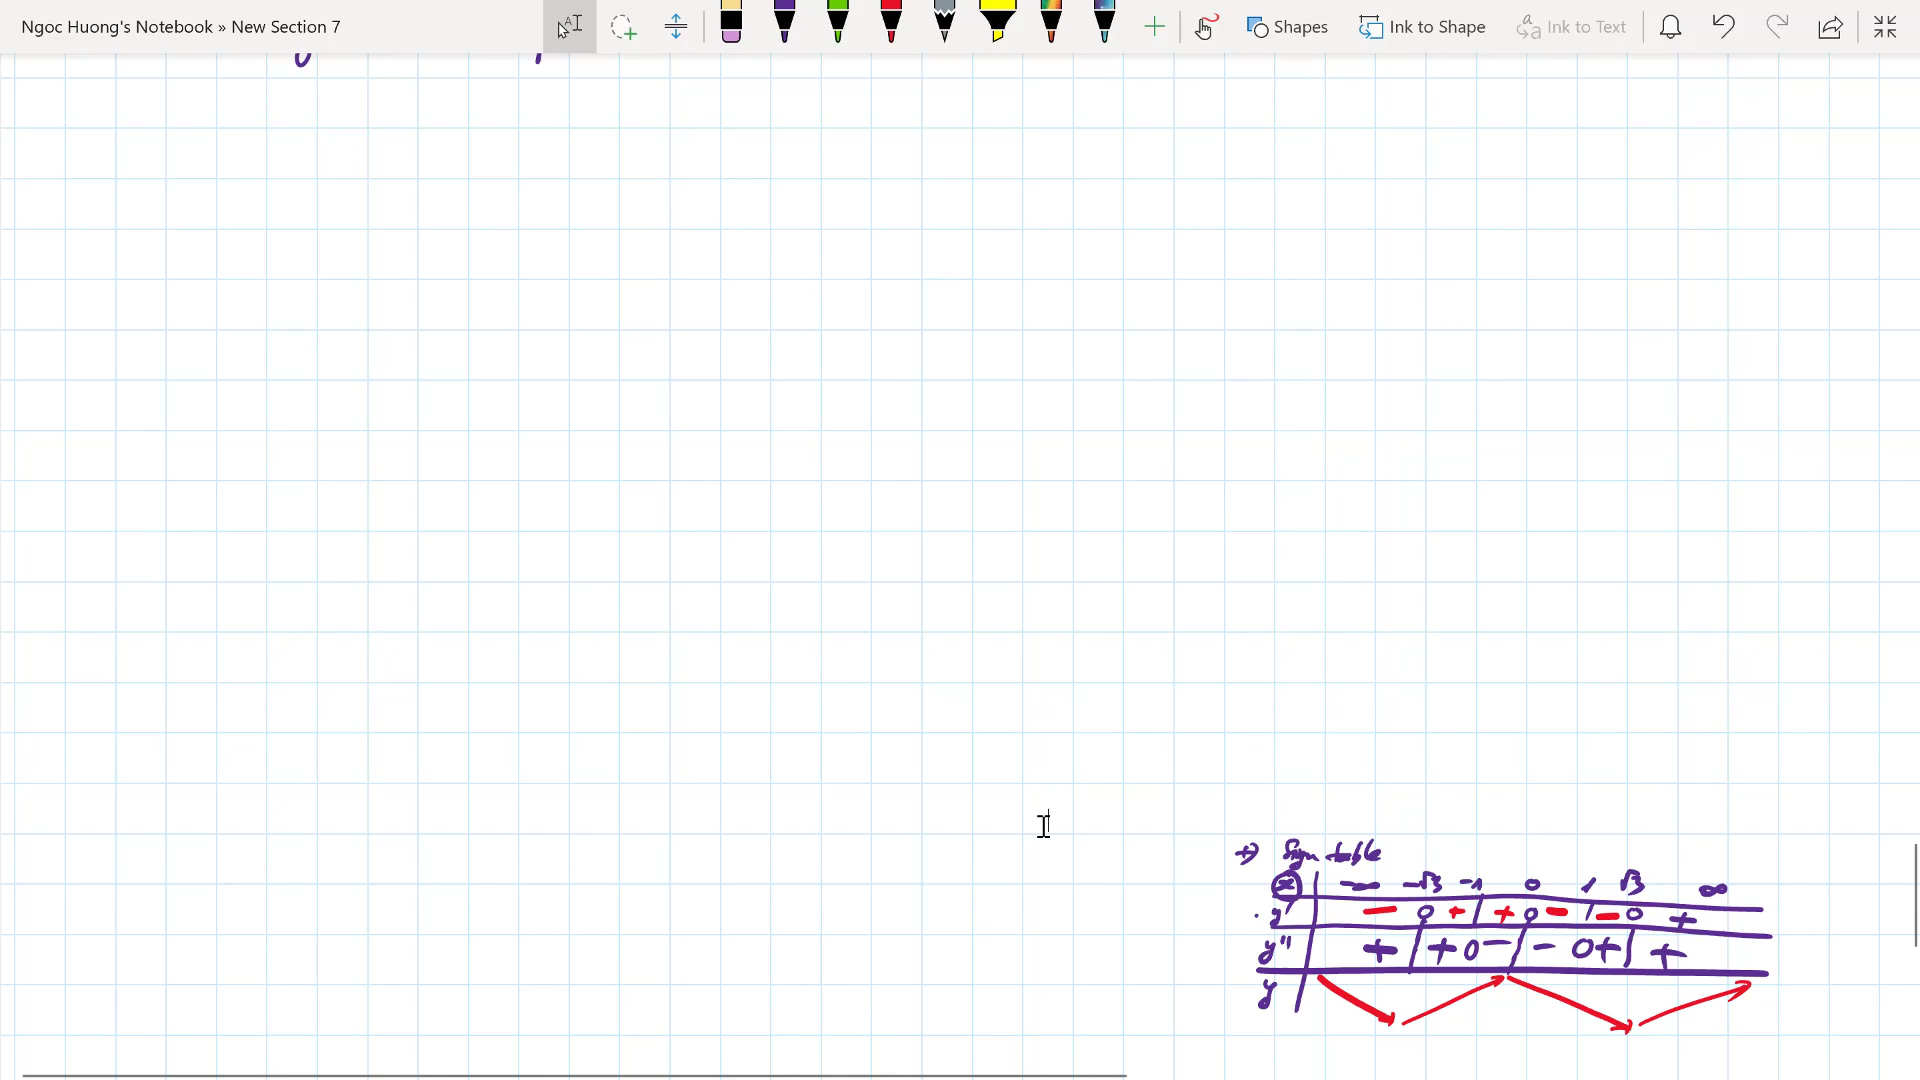 Ngoc Huong's Notebook » New Section 7
Shapes
Ink to Shape
Ink to Text
→ Sign table
x -∞ -√3 -1 0 1 √3 ∞
y' - 0 + + 0 - - 0 +
y" + + 0 - - 0 + +
y